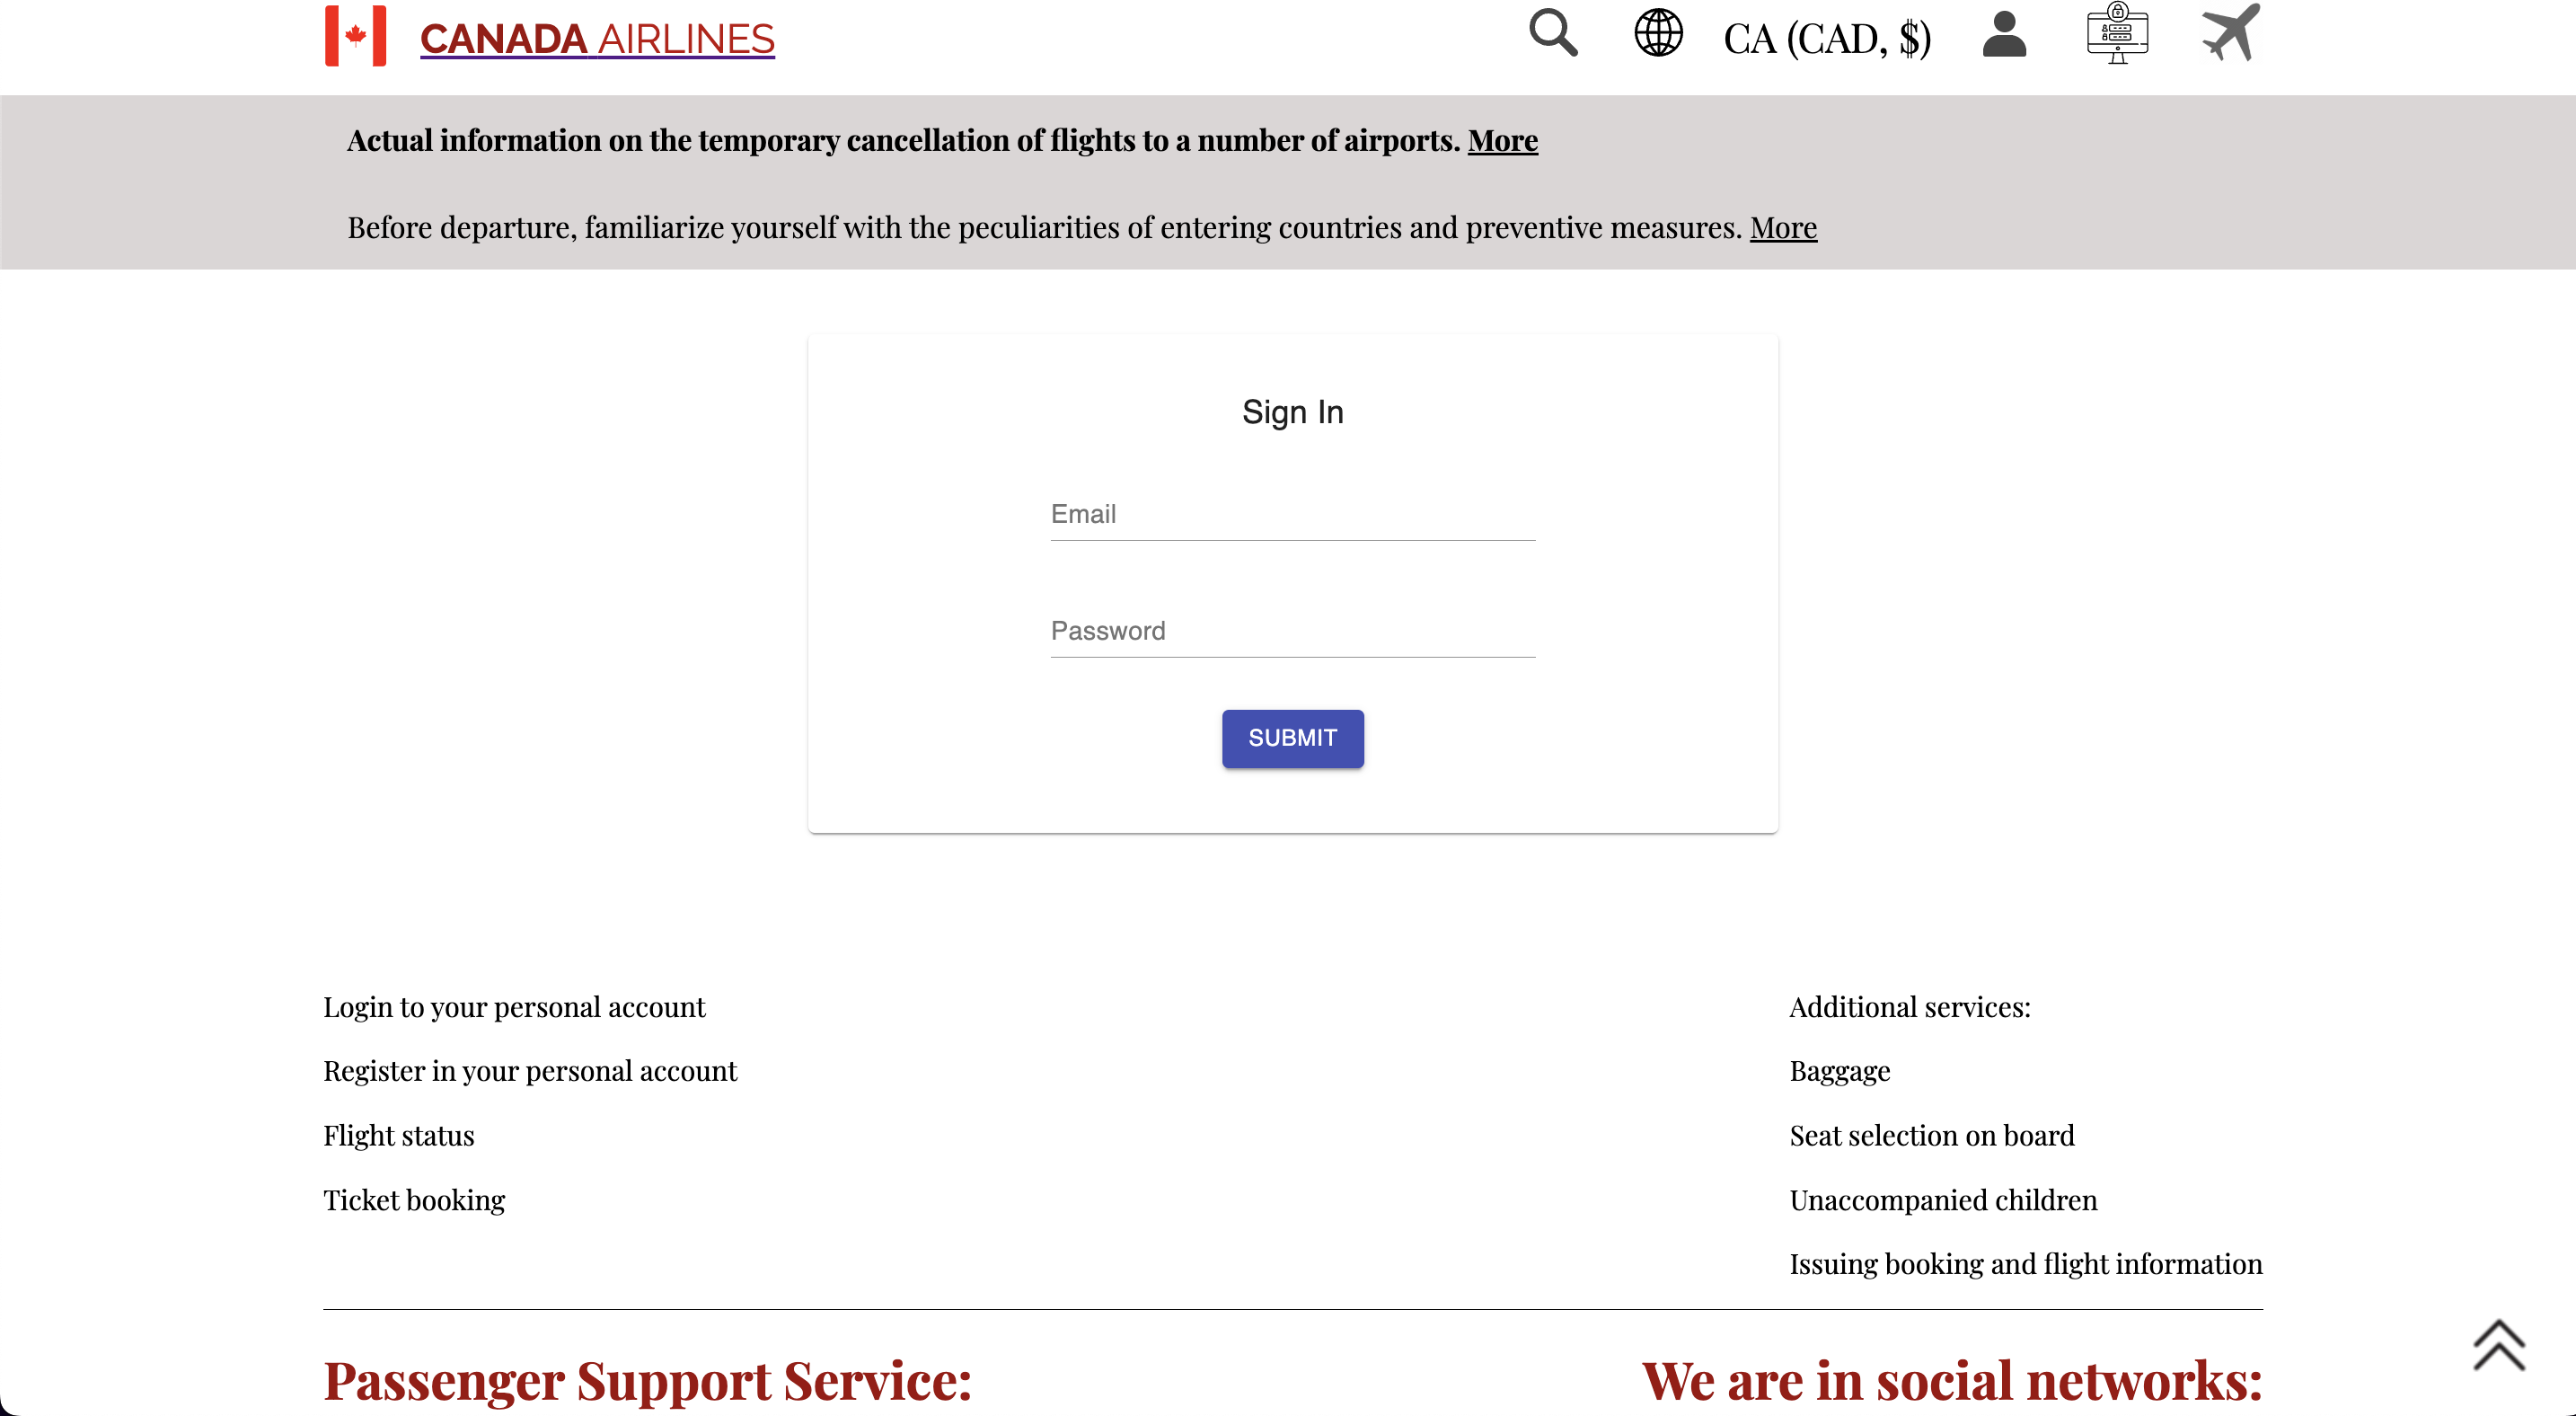 CANADA AIRLINES
CA (CAD, $)
Actual information on the temporary cancellation of flights to a number of airports. More
Before departure, familiarize yourself with the peculiarities of entering countries and preventive measures. More
Sign In
Email
Password
SUBMIT
Login to your personal account
Register in your personal account
Flight status
Ticket booking
Additional services:
Baggage
Seat selection on board
Unaccompanied children
Issuing booking and flight information
Passenger Support Service:
We are in social networks: